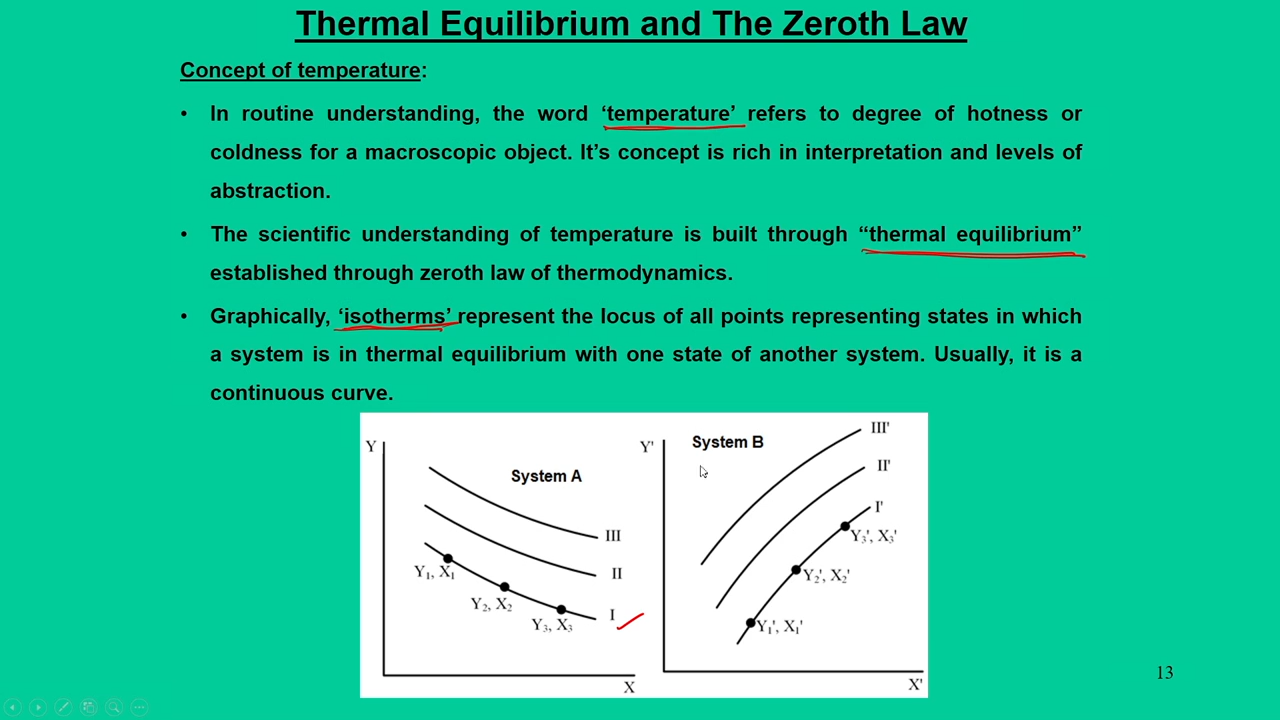 Thermal Equilibrium and The Zeroth Law
Concept of temperature:
• In routine understanding, the word ‘temperature’ refers to degree of hotness or
coldness for a macroscopic object. It’s concept is rich in interpretation and levels of
abstraction.
• The scientific understanding of temperature is built through “thermal equilibrium”
established through zeroth law of thermodynamics.
• Graphically, ‘isotherms’ represent the locus of all points representing states in which
a system is in thermal equilibrium with one state of another system. Usually, it is a
continuous curve.
Y
System A
III
II
I
Y₁, X₁
Y₂, X₂
Y₃, X₃
X
Y'
System B
III'
II'
I'
Y₃', X₃'
Y₂', X₂'
Y₁', X₁'
X'
13